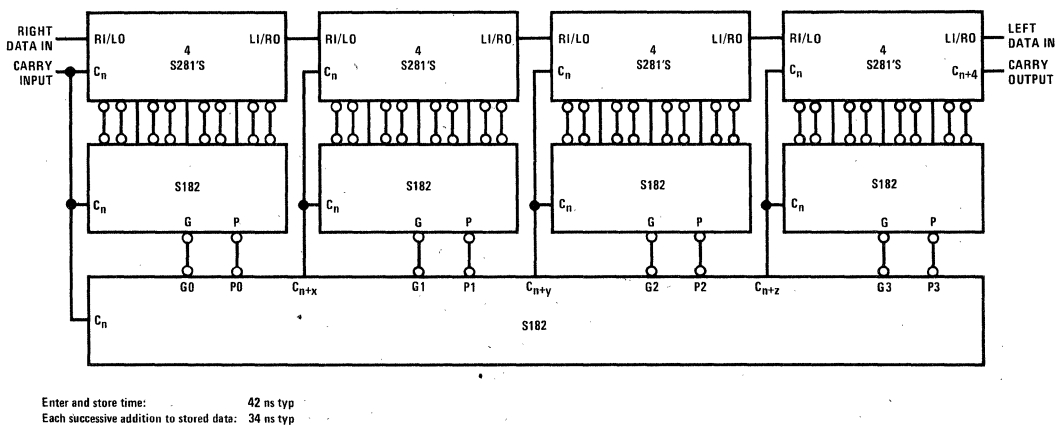 RIGHT
DATA IN
CARRY
INPUT
RI/LO
4
S281'S
LI/RO
Cn
RI/LO
4
S281'S
LI/RO
Cn
RI/LO
4
S281'S
LI/RO
Cn
RI/LO
4
S281'S
LI/RO
Cn
Cn+4
LEFT
DATA IN
CARRY
OUTPUT
S182
Cn
G P
S182
Cn
G P
S182
Cn
G P
S182
Cn
G P
G0 P0 Cn+x G1 P1 Cn+y G2 P2 Cn+z G3 P3
Cn
S182
Enter and store time: 42 ns typ
Each successive addition to stored data: 34 ns typ